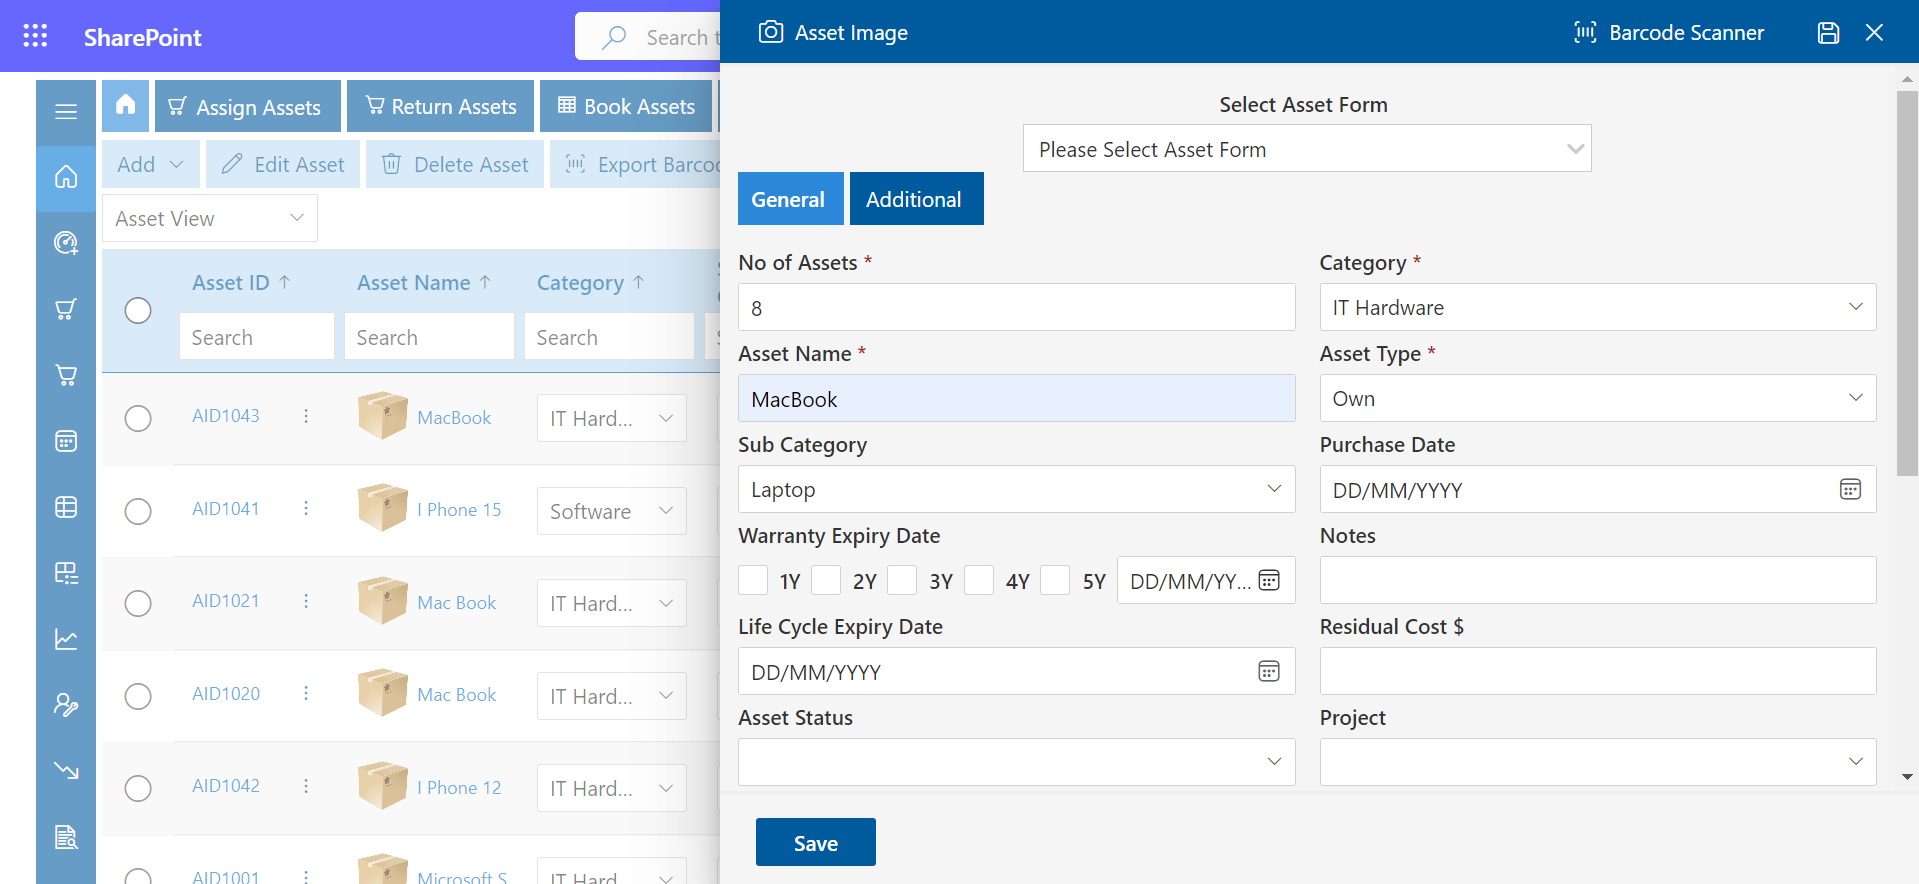 SharePoint
Search t
Asset Image
Barcode Scanner
Assign Assets
Return Assets
Book Assets
Add
Edit Asset
Delete Asset
Export Barco
Asset View
Asset ID ↑
Asset Name ↑
Category ↑
Search
Search
Search
AID1043
MacBook
IT Hard...
AID1041
I Phone 15
Software
AID1021
Mac Book
IT Hard...
AID1020
Mac Book
IT Hard...
AID1042
I Phone 12
IT Hard...
AID1001
Microsoft S
IT Hard
Select Asset Form
Please Select Asset Form
General
Additional
No of Assets *
Category *
8
IT Hardware
Asset Name *
Asset Type *
MacBook
Own
Sub Category
Purchase Date
Laptop
DD/MM/YYYY
Warranty Expiry Date
Notes
1Y 2Y 3Y 4Y 5Y DD/MM/YY...
Life Cycle Expiry Date
Residual Cost $
DD/MM/YYYY
Asset Status
Project
Save